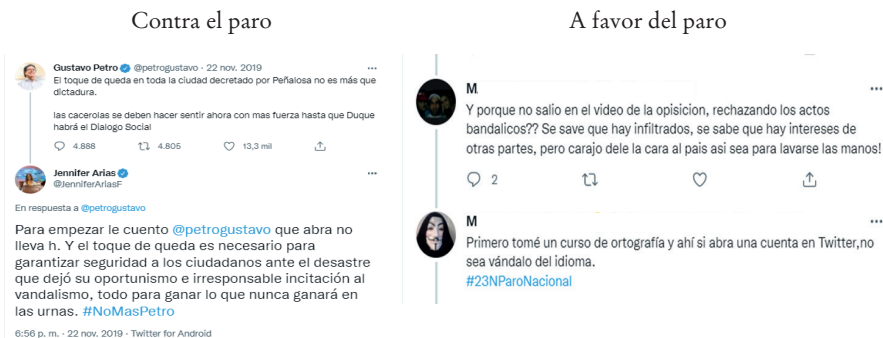 Contra el paro
Gustavo Petro @petrogustavo · 22 nov. 2019
El toque de queda en toda la ciudad decretado por Peñalosa no es más que
dictadura.
las cacerolas se deben hacer sentir ahora con mas fuerza hasta que Duque
habrá el Dialogo Social
4.886 4.805 13,3 mil
Jennifer Arias
@JenniferAriasF
En respuesta a @petrogustavo
Para empezar le cuento @petrogustavo que abra no
lleva h. Y el toque de queda es necesario para
garantizar seguridad a los ciudadanos ante el desastre
que dejó su oportunismo e irresponsable incitación al
vandalismo, todo para ganar lo que nunca ganará en
las urnas. #NoMasPetro
6:56 p. m. · 22 nov. 2019 · Twitter for Android
A favor del paro
M.
Y porque no salio en el video de la opisicion, rechazando los actos
bandalicos?? Se save que hay infiltrados, se sabe que hay intereses de
otras partes, pero carajo dele la cara al pais asi sea para lavarse las manos!
2
M
Primero tomé un curso de ortografía y ahí si abra una cuenta en Twitter,no
sea vándalo del idioma.
#23NParoNacional